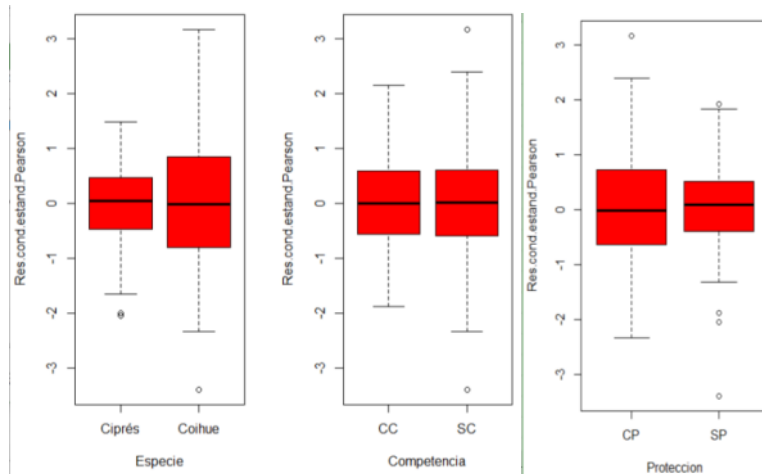 Res.cond.estand.Pearson
3
2
1
0
-1
-2
-3
Ciprés Coihue
Especie
Res.cond.estand.Pearson
3
2
1
0
-1
-2
-3
CC SC
Competencia
Res.cond.estand.Pearson
3
2
1
0
-1
-2
-3
CP SP
Proteccion